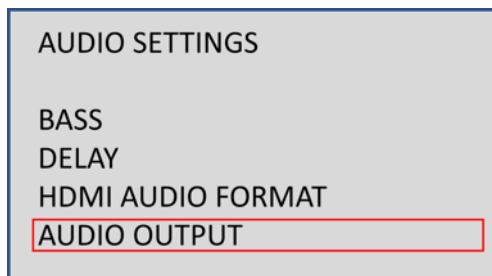 AUDIO SETTINGS
BASS
DELAY
HDMI AUDIO FORMAT
AUDIO OUTPUT